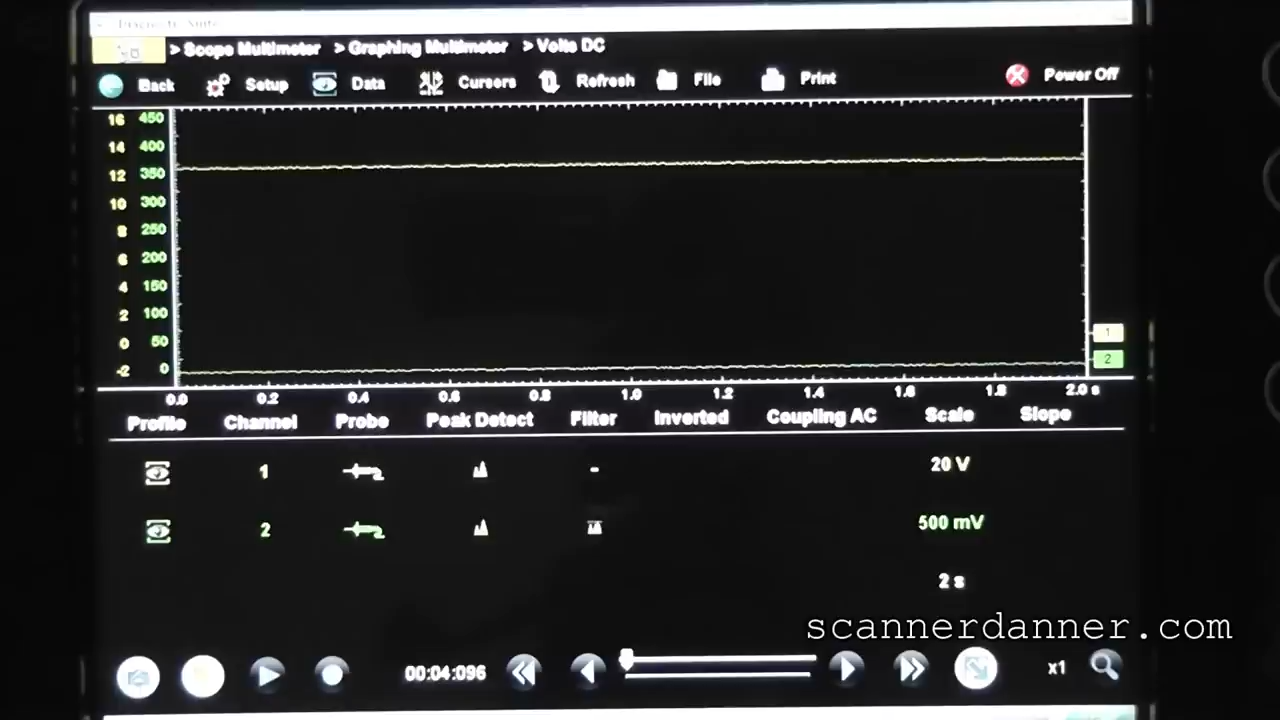 > Scope Multimeter > Graphing Multimeter > Volts DC
Back Setup Data Cursors Refresh File Print Power Off
16 450
14 400
12 350
10 300
8 250
6 200
4 150
2 100
0 50
-2 0
1
2
0.0 0.2 0.4 0.6 0.8 1.0 1.2 1.4 1.6 1.8 2.0 s
Profile Channel Probe Peak Detect Filter Inverted Coupling AC Scale Slope
1 - 20 V
2 500 mV
2 s
scannerdanner.com
00:04:096 x1